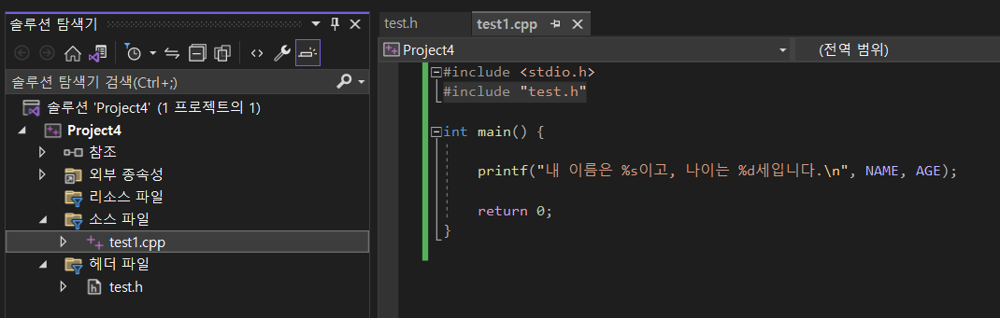 솔루션 탐색기
솔루션 탐색기 검색(Ctrl+;)
솔루션 'Project4' (1 프로젝트의 1)
Project4
참조
외부 종속성
리소스 파일
소스 파일
test1.cpp
헤더 파일
test.h
test.h test1.cpp
Project4 (전역 범위)
#include <stdio.h>
#include "test.h"
int main() {
printf("내 이름은 %s이고, 나이는 %d세입니다.\n", NAME, AGE);
return 0;
}